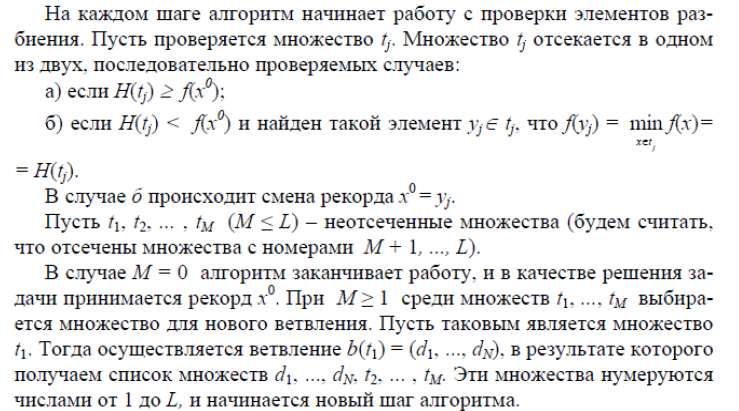 На каждом шаге алгоритм начинает работу с проверки элементов раз-
биения. Пусть проверяется множество tⱼ. Множество tⱼ отсекается в одном
из двух, последовательно проверяемых случаев:
а) если H(tⱼ) ≥ f(x⁰);
б) если H(tⱼ) < f(x⁰) и найден такой элемент yⱼ∈ tⱼ, что f(yⱼ) = min f(x)=
x∈tⱼ
= H(tⱼ).
В случае б происходит смена рекорда x⁰ = yⱼ.
Пусть t₁, t₂, ... , t_M (M ≤ L) – неотсеченные множества (будем считать,
что отсечены множества с номерами M + 1, ..., L).
В случае M = 0 алгоритм заканчивает работу, и в качестве решения за-
дачи принимается рекорд x⁰. При M ≥ 1 среди множеств t₁, ..., t_M выбира-
ется множество для нового ветвления. Пусть таковым является множество
t₁. Тогда осуществляется ветвление b(t₁) = (d₁, ..., d_N), в результате которого
получаем список множеств d₁, ..., d_N, t₂, ... , t_M. Эти множества нумеруются
числами от 1 до L, и начинается новый шаг алгоритма.